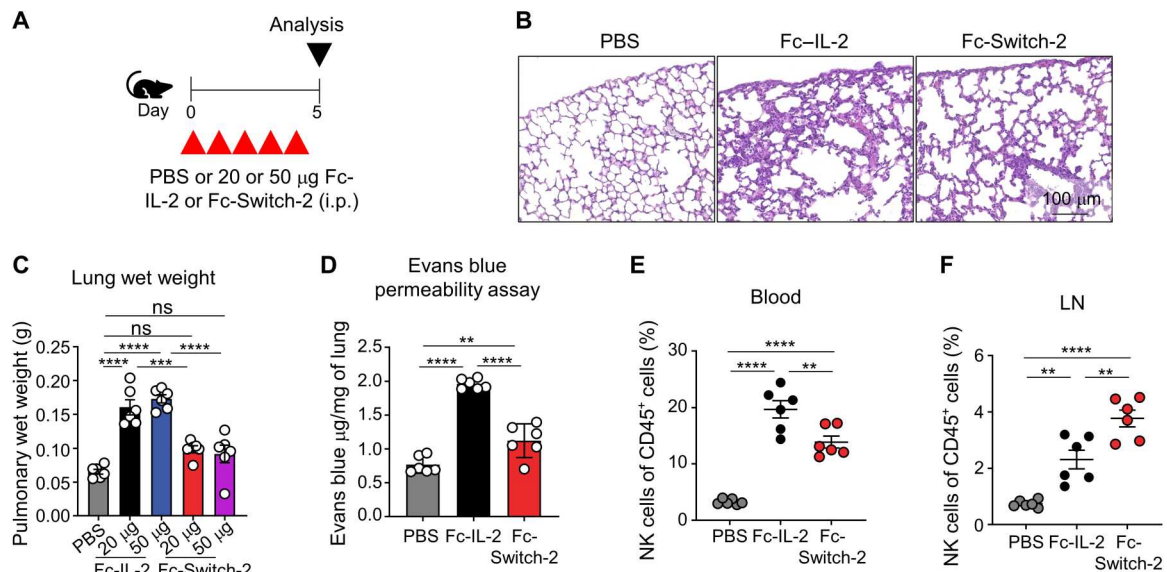 A
Analysis
Day
0
5
PBS or 20 or 50 μg Fc-
IL-2 or Fc-Switch-2 (i.p.)
B
PBS
Fc–IL-2
Fc-Switch-2
100 μm
C
Lung wet weight
ns
ns
**** ****
**** ***
Pulmonary wet weight (g)
0.25
0.20
0.15
0.10
0.05
0.00
PBS
20 μg
50 μg
20 μg
50 μg
Fc-IL-2
Fc-Switch-2
D
Evans blue
permeability assay
**
**** ****
Evans blue μg/mg of lung
3.0
2.0
1.0
0.0
PBS Fc-IL-2 Fc-
Switch-2
E
Blood
****
**** **
NK cells of CD45+ cells (%)
30
20
10
0
PBS Fc-IL-2 Fc-
Switch-2
F
LN
****
** **
NK cells of CD45+ cells (%)
6
4
2
0
PBS Fc-IL-2 Fc-
Switch-2